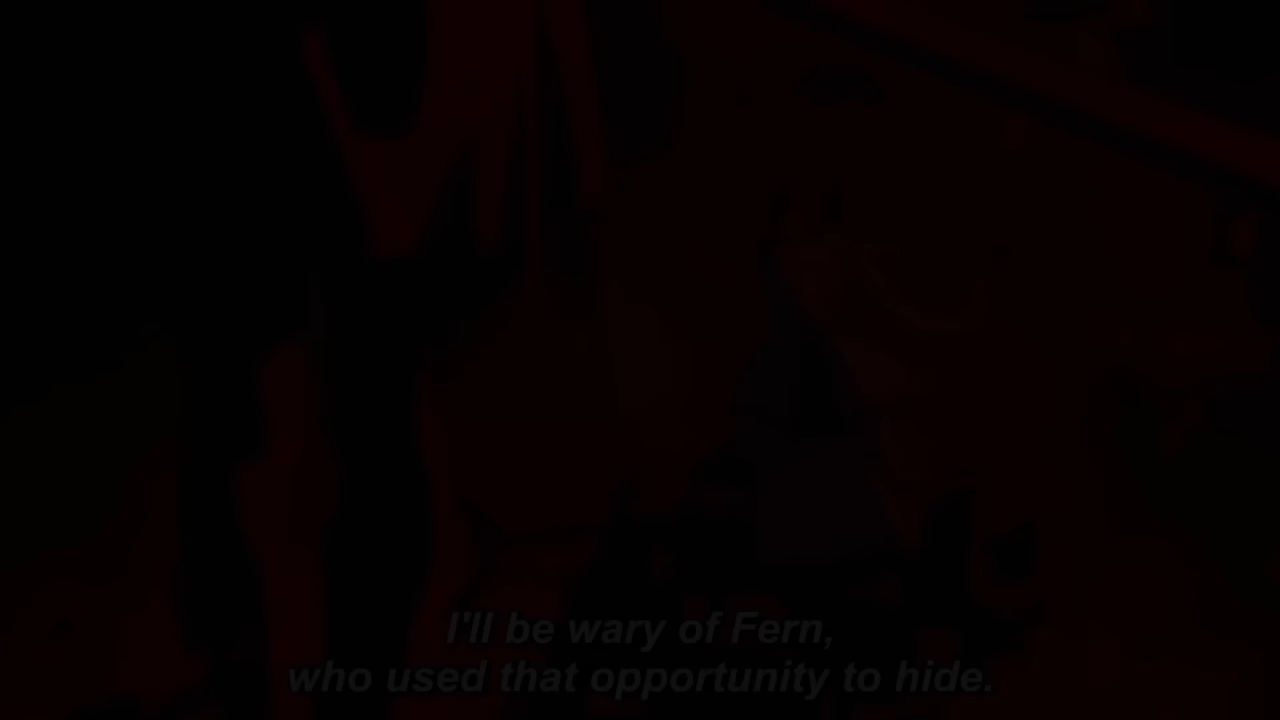 I'll be wary of Fern,
who used that opportunity to hide.